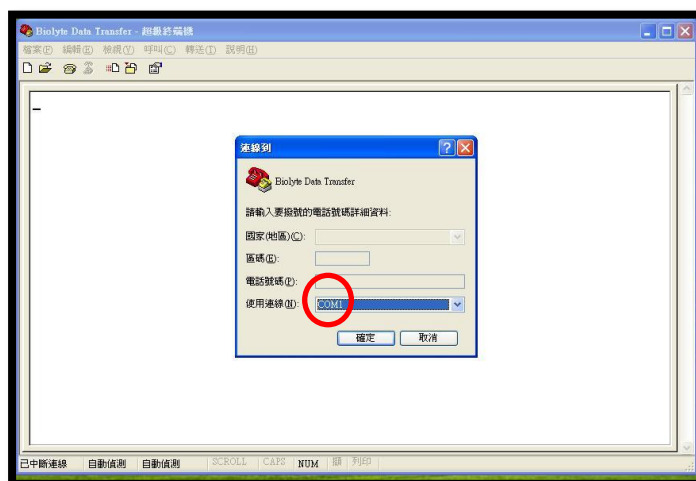 Biolyte Data Transfer - 超級終端機
檔案(F) 編輯(E) 檢視(V) 呼叫(C) 轉送(T) 說明(H)
連線到
Biolyte Data Transfer
請輸入要撥號的電話號碼詳細資料:
國家(地區)(C):
區碼(E):
電話號碼(P):
使用連線(N): COM1
確定 取消
已中斷連線 自動偵測 自動偵測 SCROLL CAPS NUM 擷 列印